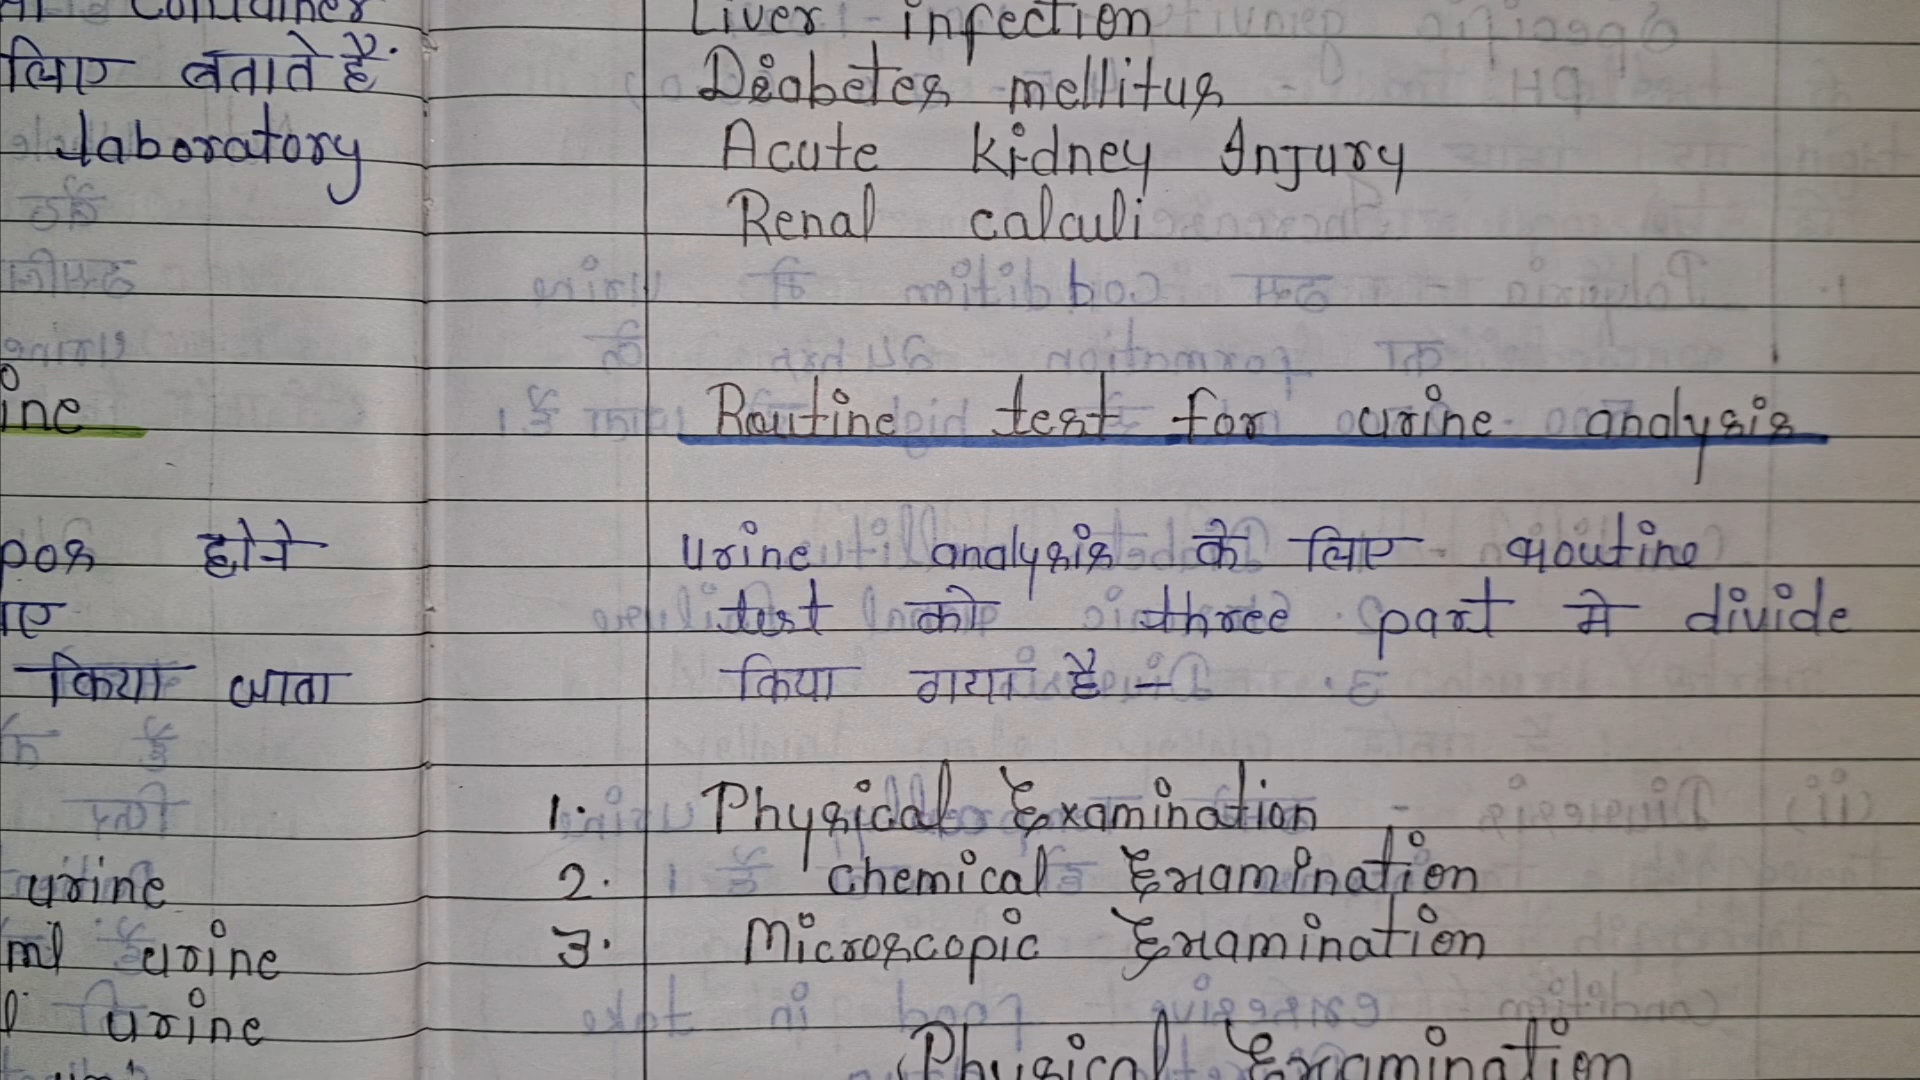 Container
लिए बताते है.
laboratory
ine
pos होने
ए
किया जाता
urine
ml urine
l urine
Liver infection
Diabetes mellitus
Acute kidney Injury
Renal calculi
Routine test for urine analysis
urine analysis के लिए routine
test को three part मे divide
किया गया है -
1. Physical Examination
2. chemical Examination
3. Microscopic Examination
Physical Examination